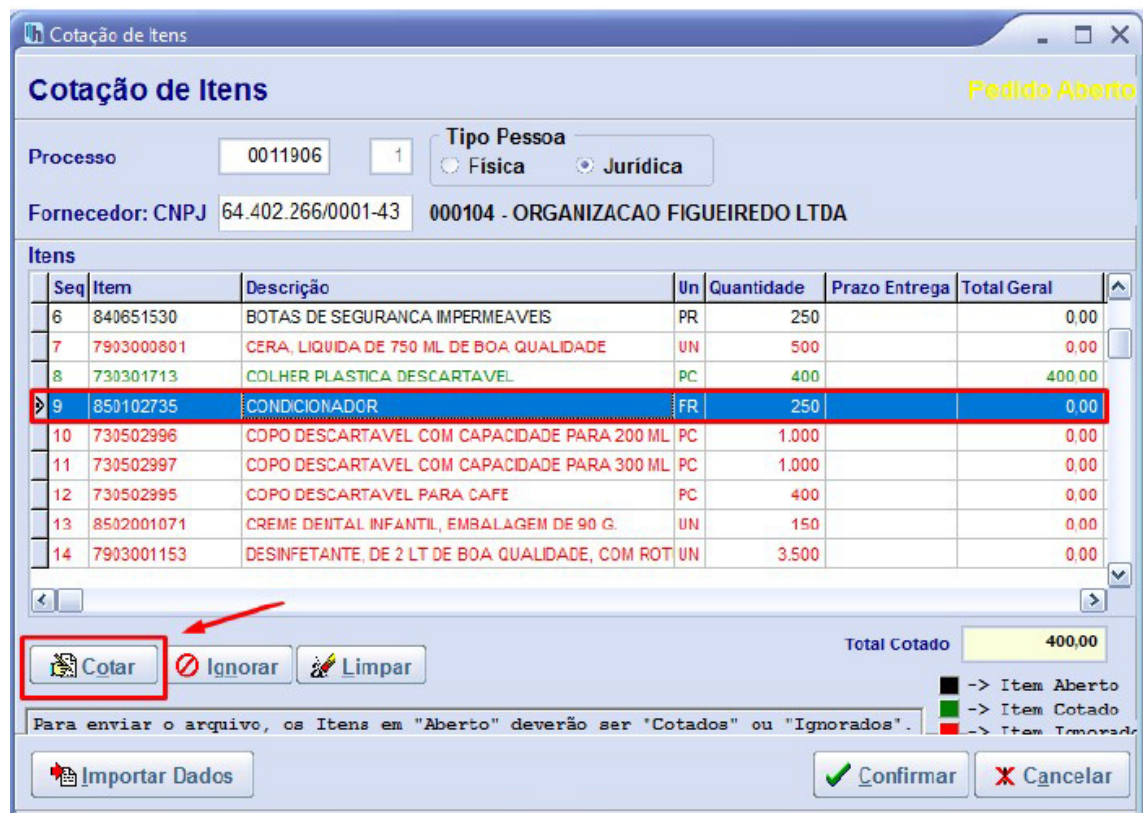 Cotação de Itens
Cotação de Itens
Pedido Aberto
Processo 0011906 1
Tipo Pessoa
Física Jurídica
Fornecedor: CNPJ 64.402.266/0001-43 000104 - ORGANIZACAO FIGUEIREDO LTDA
Itens
Seq Item Descrição Un Quantidade Prazo Entrega Total Geral
6 840651530 BOTAS DE SEGURANCA IMPERMEAVEIS PR 250 0,00
7 7903000801 CERA, LIQUIDA DE 750 ML DE BOA QUALIDADE UN 500 0,00
8 730301713 COLHER PLASTICA DESCARTAVEL PC 400 400,00
9 850102735 CONDICIONADOR FR 250 0,00
10 730502996 COPO DESCARTAVEL COM CAPACIDADE PARA 200 ML PC 1.000 0,00
11 730502997 COPO DESCARTAVEL COM CAPACIDADE PARA 300 ML PC 1.000 0,00
12 730502995 COPO DESCARTAVEL PARA CAFE PC 400 0,00
13 8502001071 CREME DENTAL INFANTIL, EMBALAGEM DE 90 G. UN 150 0,00
14 7903001153 DESINFETANTE, DE 2 LT DE BOA QUALIDADE, COM ROT UN 3.500 0,00
Total Cotado 400,00
Cotar Ignorar Limpar
-> Item Aberto
-> Item Cotado
-> Item Ignorado
Para enviar o arquivo, os Itens em "Aberto" deverão ser "Cotados" ou "Ignorados".
Importar Dados Confirmar Cancelar